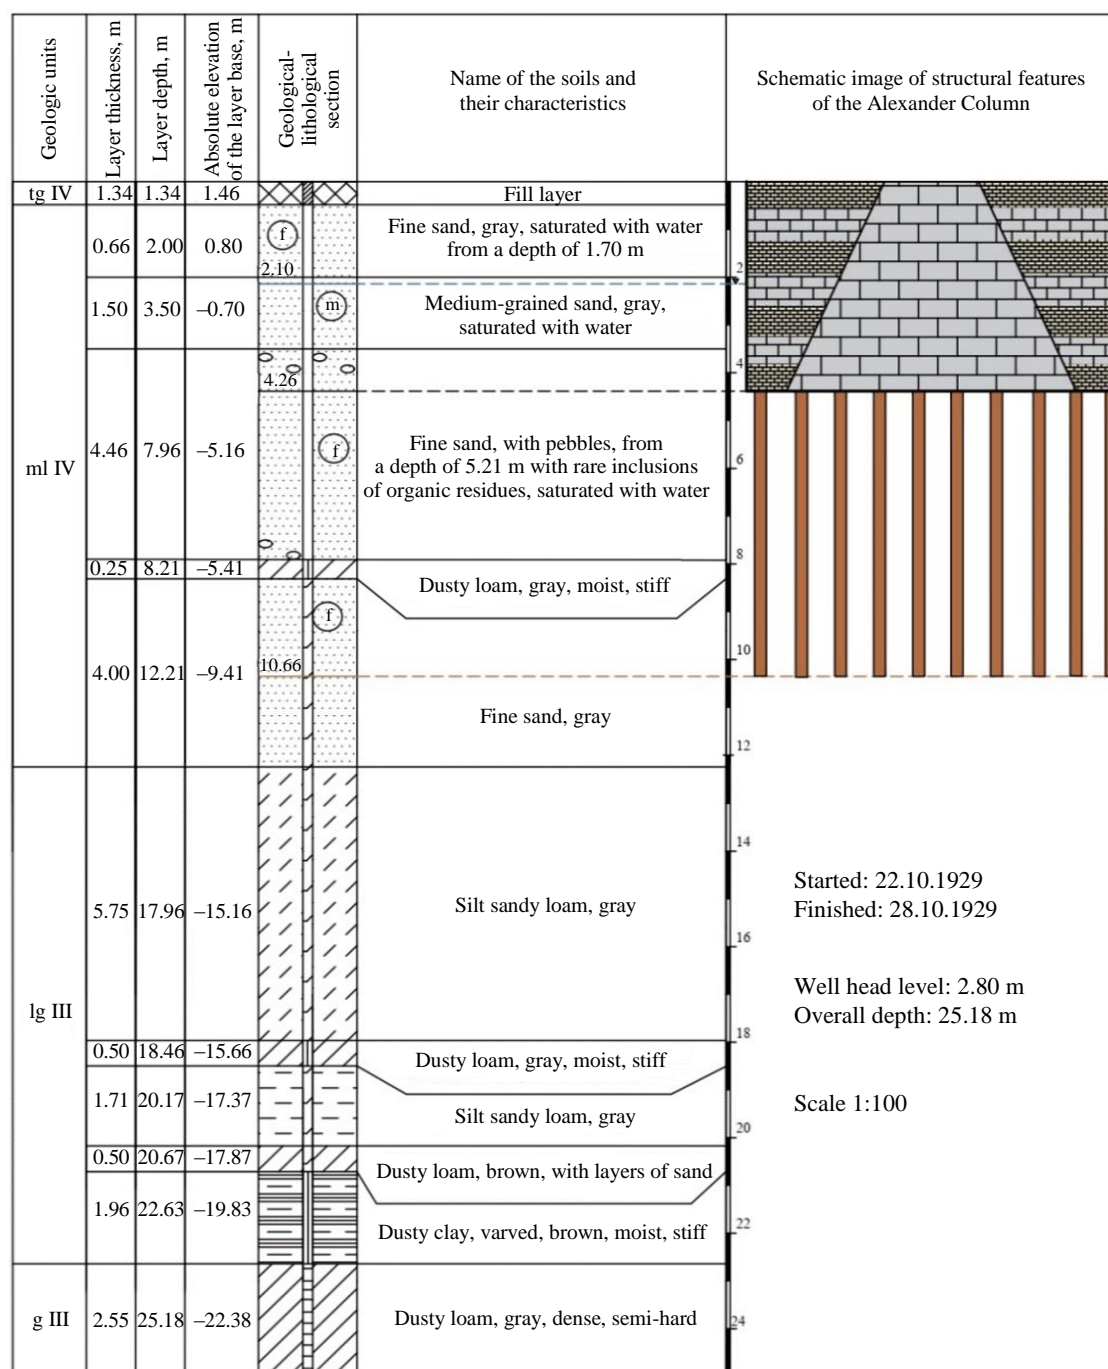 Geologic units
Layer thickness, m
Layer depth, m
Absolute elevation
of the layer base, m
Geological-
lithological
section
Name of the soils and
their characteristics
Schematic image of structural features
of the Alexander Column
tg IV
1.34
1.34
1.46
Fill layer
ml IV
0.66
2.00
0.80
f
2.10
Fine sand, gray, saturated with water
from a depth of 1.70 m
2
1.50
3.50
–0.70
m
Medium-grained sand, gray,
saturated with water
4
4.26
4.46
7.96
–5.16
f
Fine sand, with pebbles, from
a depth of 5.21 m with rare inclusions
of organic residues, saturated with water
6
8
0.25
8.21
–5.41
Dusty loam, gray, moist, stiff
f
10.66
10
4.00
12.21
–9.41
Fine sand, gray
12
lg III
5.75
17.96
–15.16
Silt sandy loam, gray
14
16
18
0.50
18.46
–15.66
Dusty loam, gray, moist, stiff
1.71
20.17
–17.37
Silt sandy loam, gray
20
0.50
20.67
–17.87
Dusty loam, brown, with layers of sand
1.96
22.63
–19.83
Dusty clay, varved, brown, moist, stiff
22
g III
2.55
25.18
–22.38
Dusty loam, gray, dense, semi-hard
24
Started: 22.10.1929
Finished: 28.10.1929
Well head level: 2.80 m
Overall depth: 25.18 m
Scale 1:100